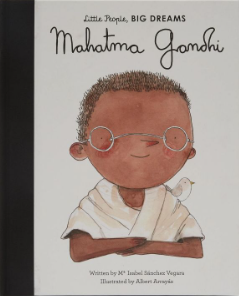 Little People, BIG DREAMS
Mahatma Gandhi
Written by Mª Isabel Sánchez Vegara
Illustrated by Albert Arrayás